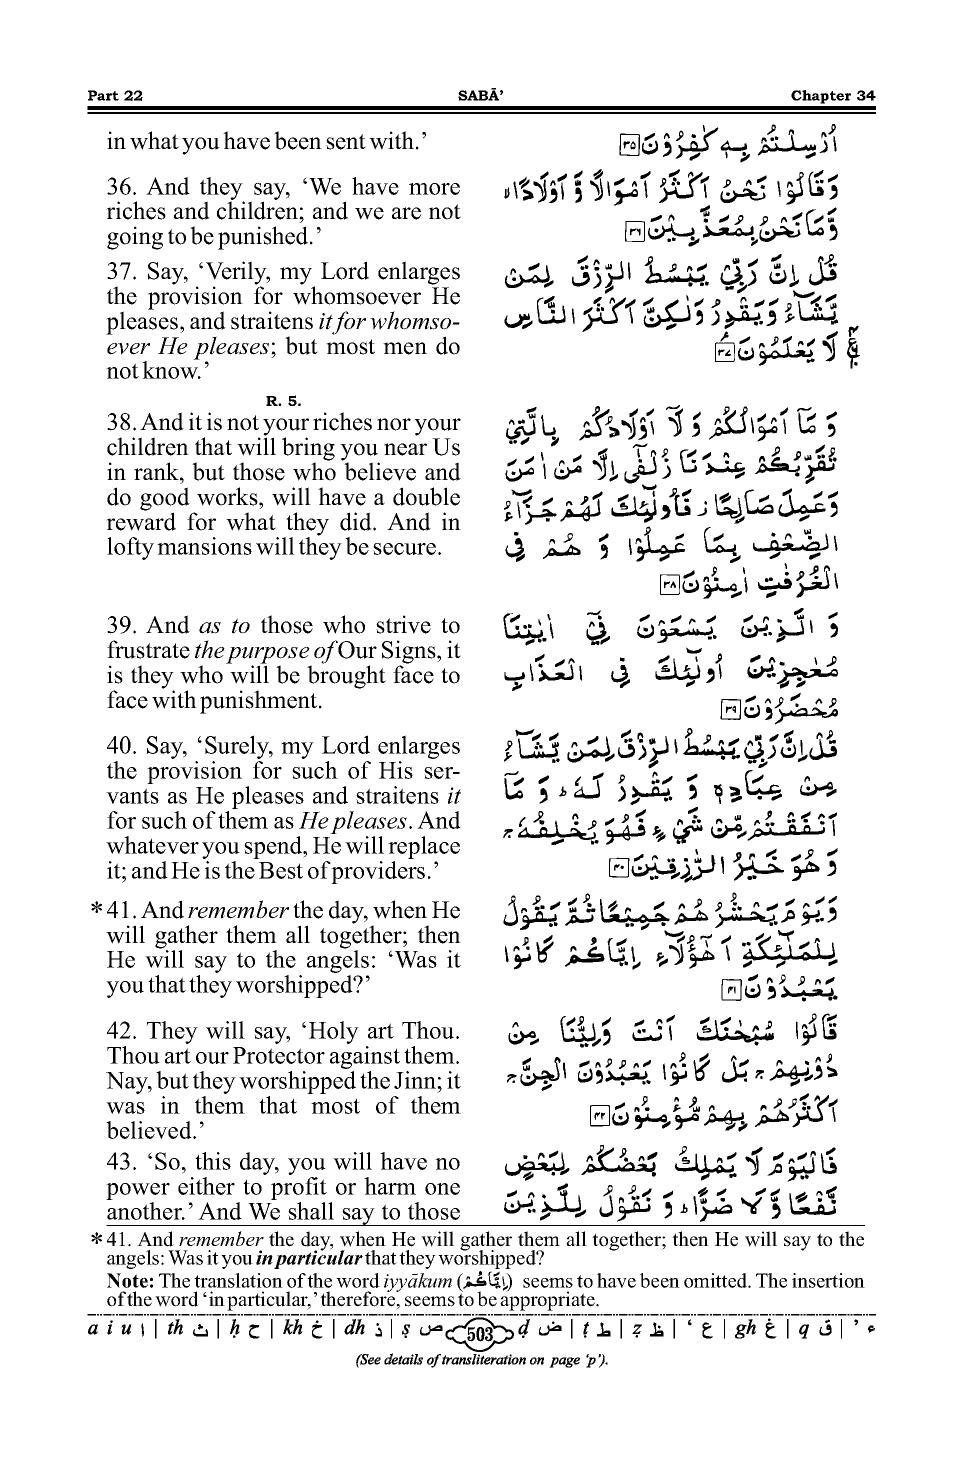 Part 22 SABĀ’ Chapter 34
in what you have been sent with.’
36. And they say, ‘We have more
riches and children; and we are not
going to be punished.’
37. Say, ‘Verily, my Lord enlarges
the provision for whomsoever He
pleases, and straitens it for whomso-
ever He pleases; but most men do
not know.’
R. 5.
38. And it is not your riches nor your
children that will bring you near Us
in rank, but those who believe and
do good works, will have a double
reward for what they did. And in
lofty mansions will they be secure.
39. And as to those who strive to
frustrate the purpose of Our Signs, it
is they who will be brought face to
face with punishment.
40. Say, ‘Surely, my Lord enlarges
the provision for such of His ser-
vants as He pleases and straitens it
for such of them as He pleases. And
whatever you spend, He will replace
it; and He is the Best of providers.’
*41. And remember the day, when He
will gather them all together; then
He will say to the angels: ‘Was it
you that they worshipped?’
42. They will say, ‘Holy art Thou.
Thou art our Protector against them.
Nay, but they worshipped the Jinn; it
was in them that most of them
believed.’
43. ‘So, this day, you will have no
power either to profit or harm one
another.’ And We shall say to those
اُرْسِلْتُمْ بِهٖ كٰفِرُوْنَ ۳۵
وَقَالُوْا نَحْنُ اَكْثَرُ اَمْوَالًا وَّ اَوْلَادًا ۙ
وَّمَا نَحْنُ بِمُعَذَّبِيْنَ ۳۶
قُلْ اِنَّ رَبِّيْ يَبْسُطُ الرِّزْقَ لِمَنْ
يَّشَآءُ وَيَقْدِرُ وَلٰكِنَّ اَكْثَرَ النَّاسِ
لَا يَعْلَمُوْنَ ۳۷ ع
وَ مَآ اَمْوَالُكُمْ وَ لَآ اَوْلَادُكُمْ بِالَّتِيْ
تُقَرِّبُكُمْ عِنْدَنَا زُلْفٰٓى اِلَّا مَنْ اٰمَنَ
وَعَمِلَ صَالِحًا ز فَاُولٰٓئِكَ لَهُمْ جَزَآءُ
الضِّعْفِ بِمَا عَمِلُوْا وَ هُمْ فِى
الْغُرُفٰتِ اٰمِنُوْنَ ۳۸
وَ الَّذِيْنَ يَسْعَوْنَ فِيْٓ اٰيٰتِنَا
مُعٰجِزِيْنَ اُولٰٓئِكَ فِى الْعَذَابِ
مُحْضَرُوْنَ ۳۹
قُلْ اِنَّ رَبِّيْ يَبْسُطُ الرِّزْقَ لِمَنْ يَّشَآءُ
مِنْ عِبَادِهٖ وَ يَقْدِرُ لَهٗ ؕ وَ مَآ
اَنْفَقْتُمْ مِّنْ شَيْءٍ فَهُوَ يُخْلِفُهٗ ۚ
وَ هُوَ خَيْرُ الرّٰزِقِيْنَ ۴۰
وَيَوْمَ يَحْشُرُهُمْ جَمِيْعًا ثُمَّ يَقُوْلُ
لِلْمَلٰٓئِكَةِ اَهٰٓؤُلَآءِ اِيَّاكُمْ كَانُوْا
يَعْبُدُوْنَ ۴۱
قَالُوْا سُبْحٰنَكَ اَنْتَ وَلِيُّنَا مِنْ
دُوْنِهِمْ ۚ بَلْ كَانُوْا يَعْبُدُوْنَ الْجِنَّ ۚ
اَكْثَرُهُمْ بِهِمْ مُّؤْمِنُوْنَ ۴۲
فَالْيَوْمَ لَا يَمْلِكُ بَعْضُكُمْ لِبَعْضٍ
نَّفْعًا وَّ لَا ضَرًّا ؕ وَ نَقُوْلُ لِلَّذِيْنَ
*41. And remember the day, when He will gather them all together; then He will say to the
angels: Was it you in particular that they worshipped?
Note: The translation of the word iyyākum (اِيَّاكُمْ) seems to have been omitted. The insertion
of the word ‘in particular,’ therefore, seems to be appropriate.
a i u ا | th ث | ḥ ح | kh خ | dh ذ | ṣ ص 503 ḍ ض | ṭ ط | ẓ ظ | ‘ ع | gh غ | q ق | ’ ء
(See details of transliteration on page ‘p’).